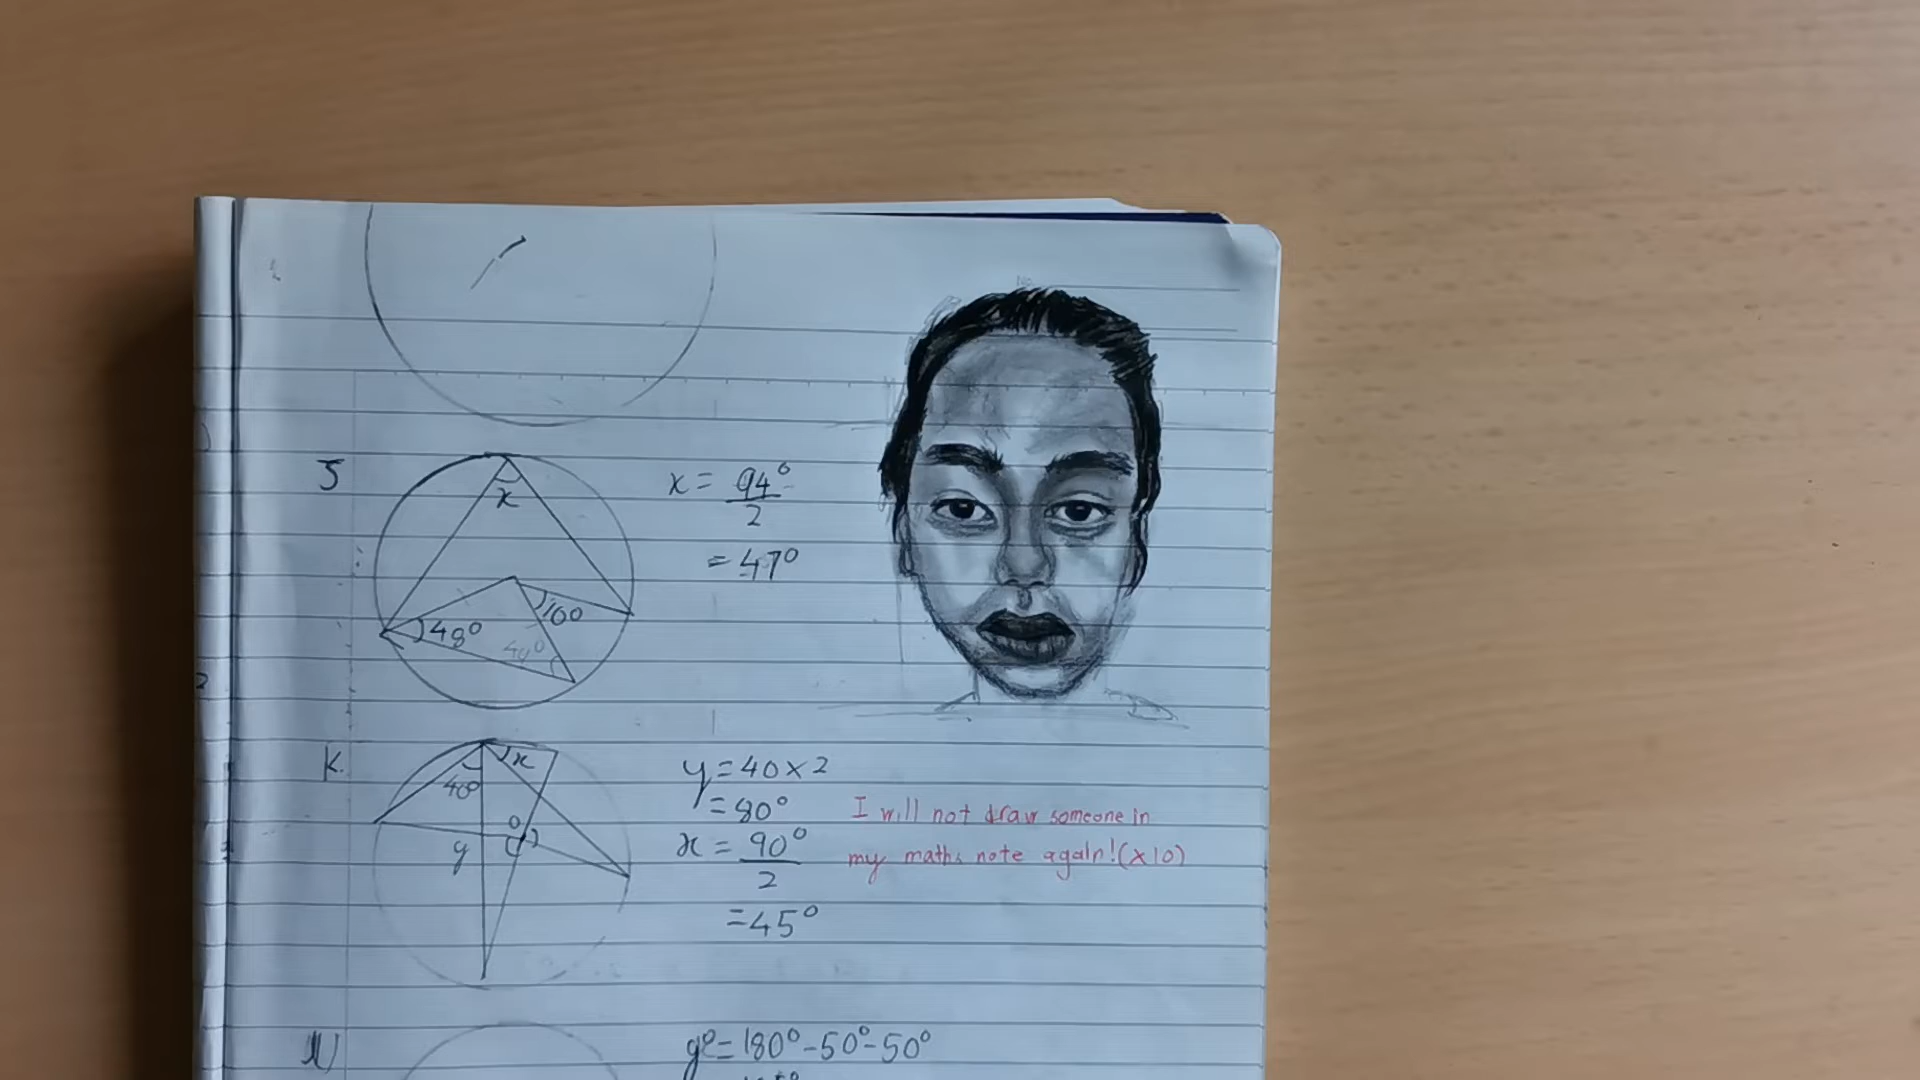 J
x
x = 94°
2
= 47°
48°
100
K.
x
40°
y = 40 x 2
= 80°
O
y
x = 90°
2
= 45°
I will not draw someone in
my maths note again! (x10)
N
= 180° - 50° - 50°